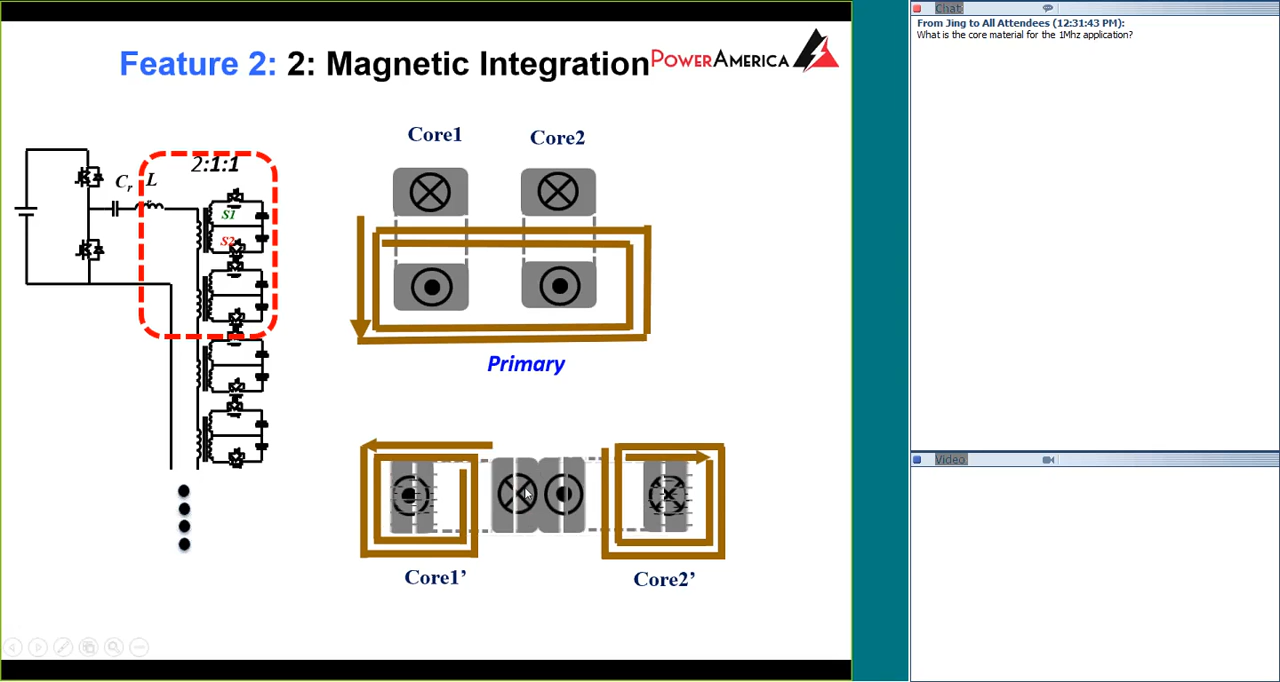 Feature 2: 2: Magnetic Integration
POWERAMERICA
2:1:1
Cr
L
r
S1
S2
Core1
Core2
Primary
Core1’
Core2’
Chat
From Jing to All Attendees (12:31:43 PM):
What is the core material for the 1Mhz application?
Video